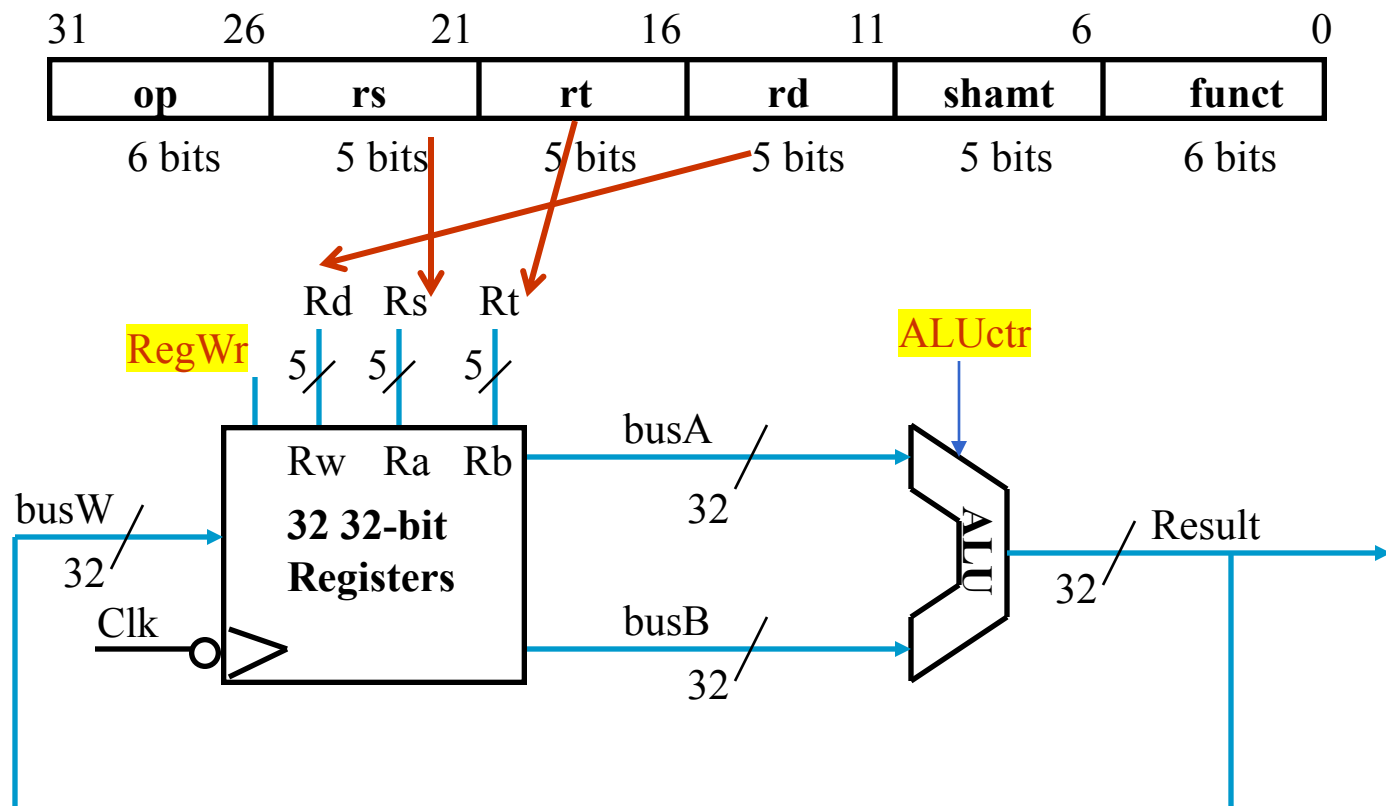 31 26 21 16 11 6 0
op rs rt rd shamt funct
6 bits 5 bits 5 bits 5 bits 5 bits 6 bits
Rd Rs Rt
RegWr ALUctr
5 5 5
busA
Rw Ra Rb
32
busW 32 32-bit Result
32 Registers ALU 32
Clk busB
32